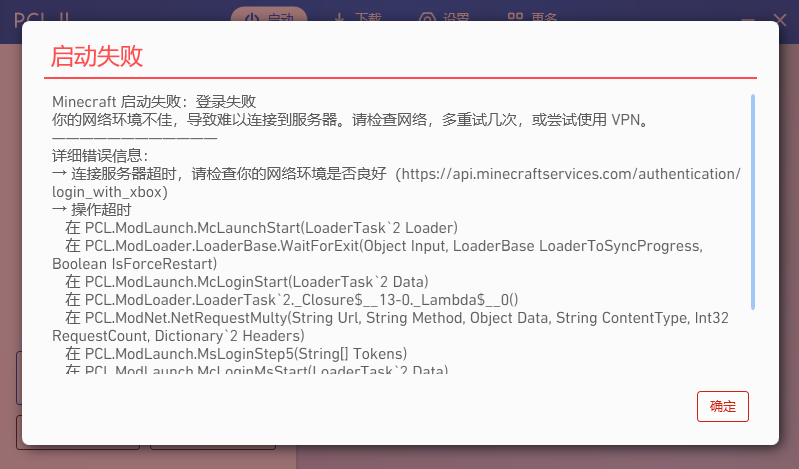 PCL II
启动
下载
设置
更多
启动失败
Minecraft 启动失败：登录失败
你的网络环境不佳，导致难以连接到服务器。请检查网络，多重试几次，或尝试使用 VPN。
————————————
详细错误信息：
→ 连接服务器超时，请检查你的网络环境是否良好（https://api.minecraftservices.com/authentication/
login_with_xbox）
→ 操作超时
在 PCL.ModLaunch.McLaunchStart(LoaderTask`2 Loader)
在 PCL.ModLoader.LoaderBase.WaitForExit(Object Input, LoaderBase LoaderToSyncProgress,
Boolean IsForceRestart)
在 PCL.ModLaunch.McLoginStart(LoaderTask`2 Data)
在 PCL.ModLoader.LoaderTask`2._Closure$__13-0._Lambda$__0()
在 PCL.ModNet.NetRequestMulty(String Url, String Method, Object Data, String ContentType, Int32
RequestCount, Dictionary`2 Headers)
在 PCL.ModLaunch.MsLoginStep5(String[] Tokens)
在 PCL.ModLaunch.McLoginMsStart(LoaderTask`2 Data)
确定